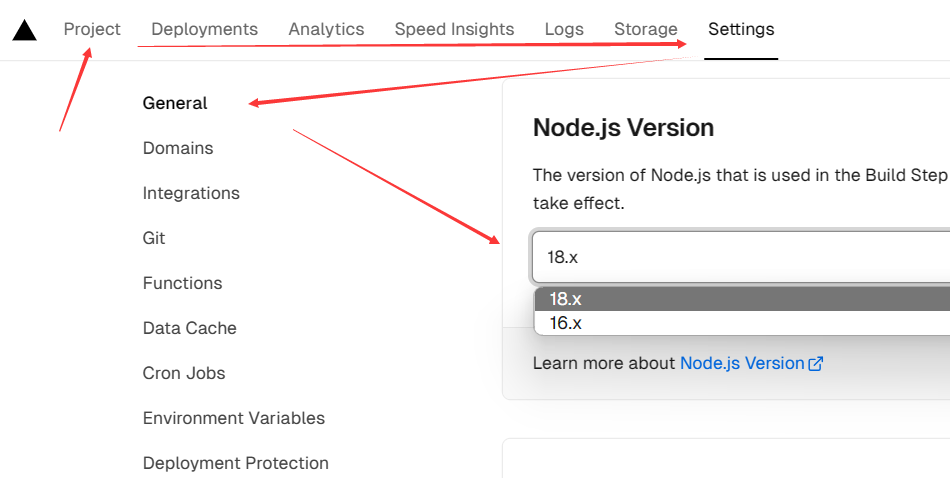 Project Deployments Analytics Speed Insights Logs Storage Settings
General
Domains
Integrations
Git
Functions
Data Cache
Cron Jobs
Environment Variables
Deployment Protection
Node.js Version
The version of Node.js that is used in the Build Step
take effect.
18.x
18.x
16.x
Learn more about Node.js Version